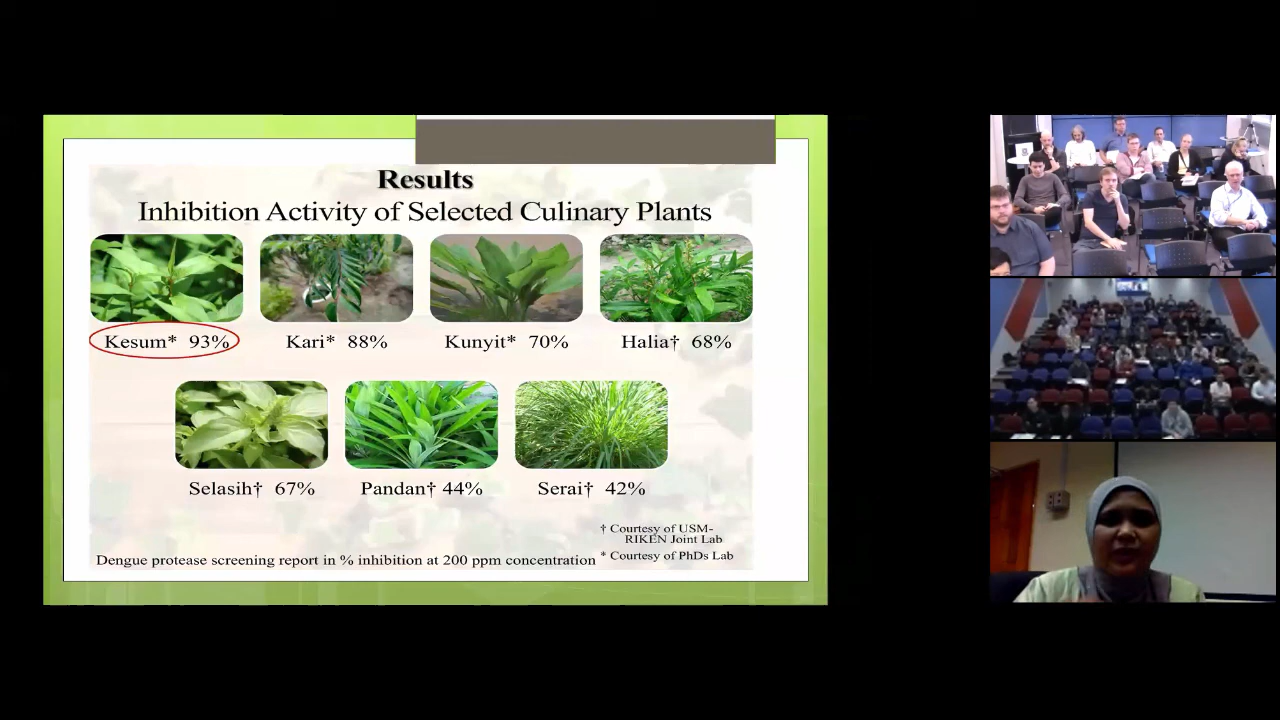 Results
Inhibition Activity of Selected Culinary Plants
Kesum* 93%
Kari* 88%
Kunyit* 70%
Halia† 68%
Selasih† 67%
Pandan† 44%
Serai† 42%
† Courtesy of USM-
RIKEN Joint Lab
* Courtesy of PhDs Lab
Dengue protease screening report in % inhibition at 200 ppm concentration